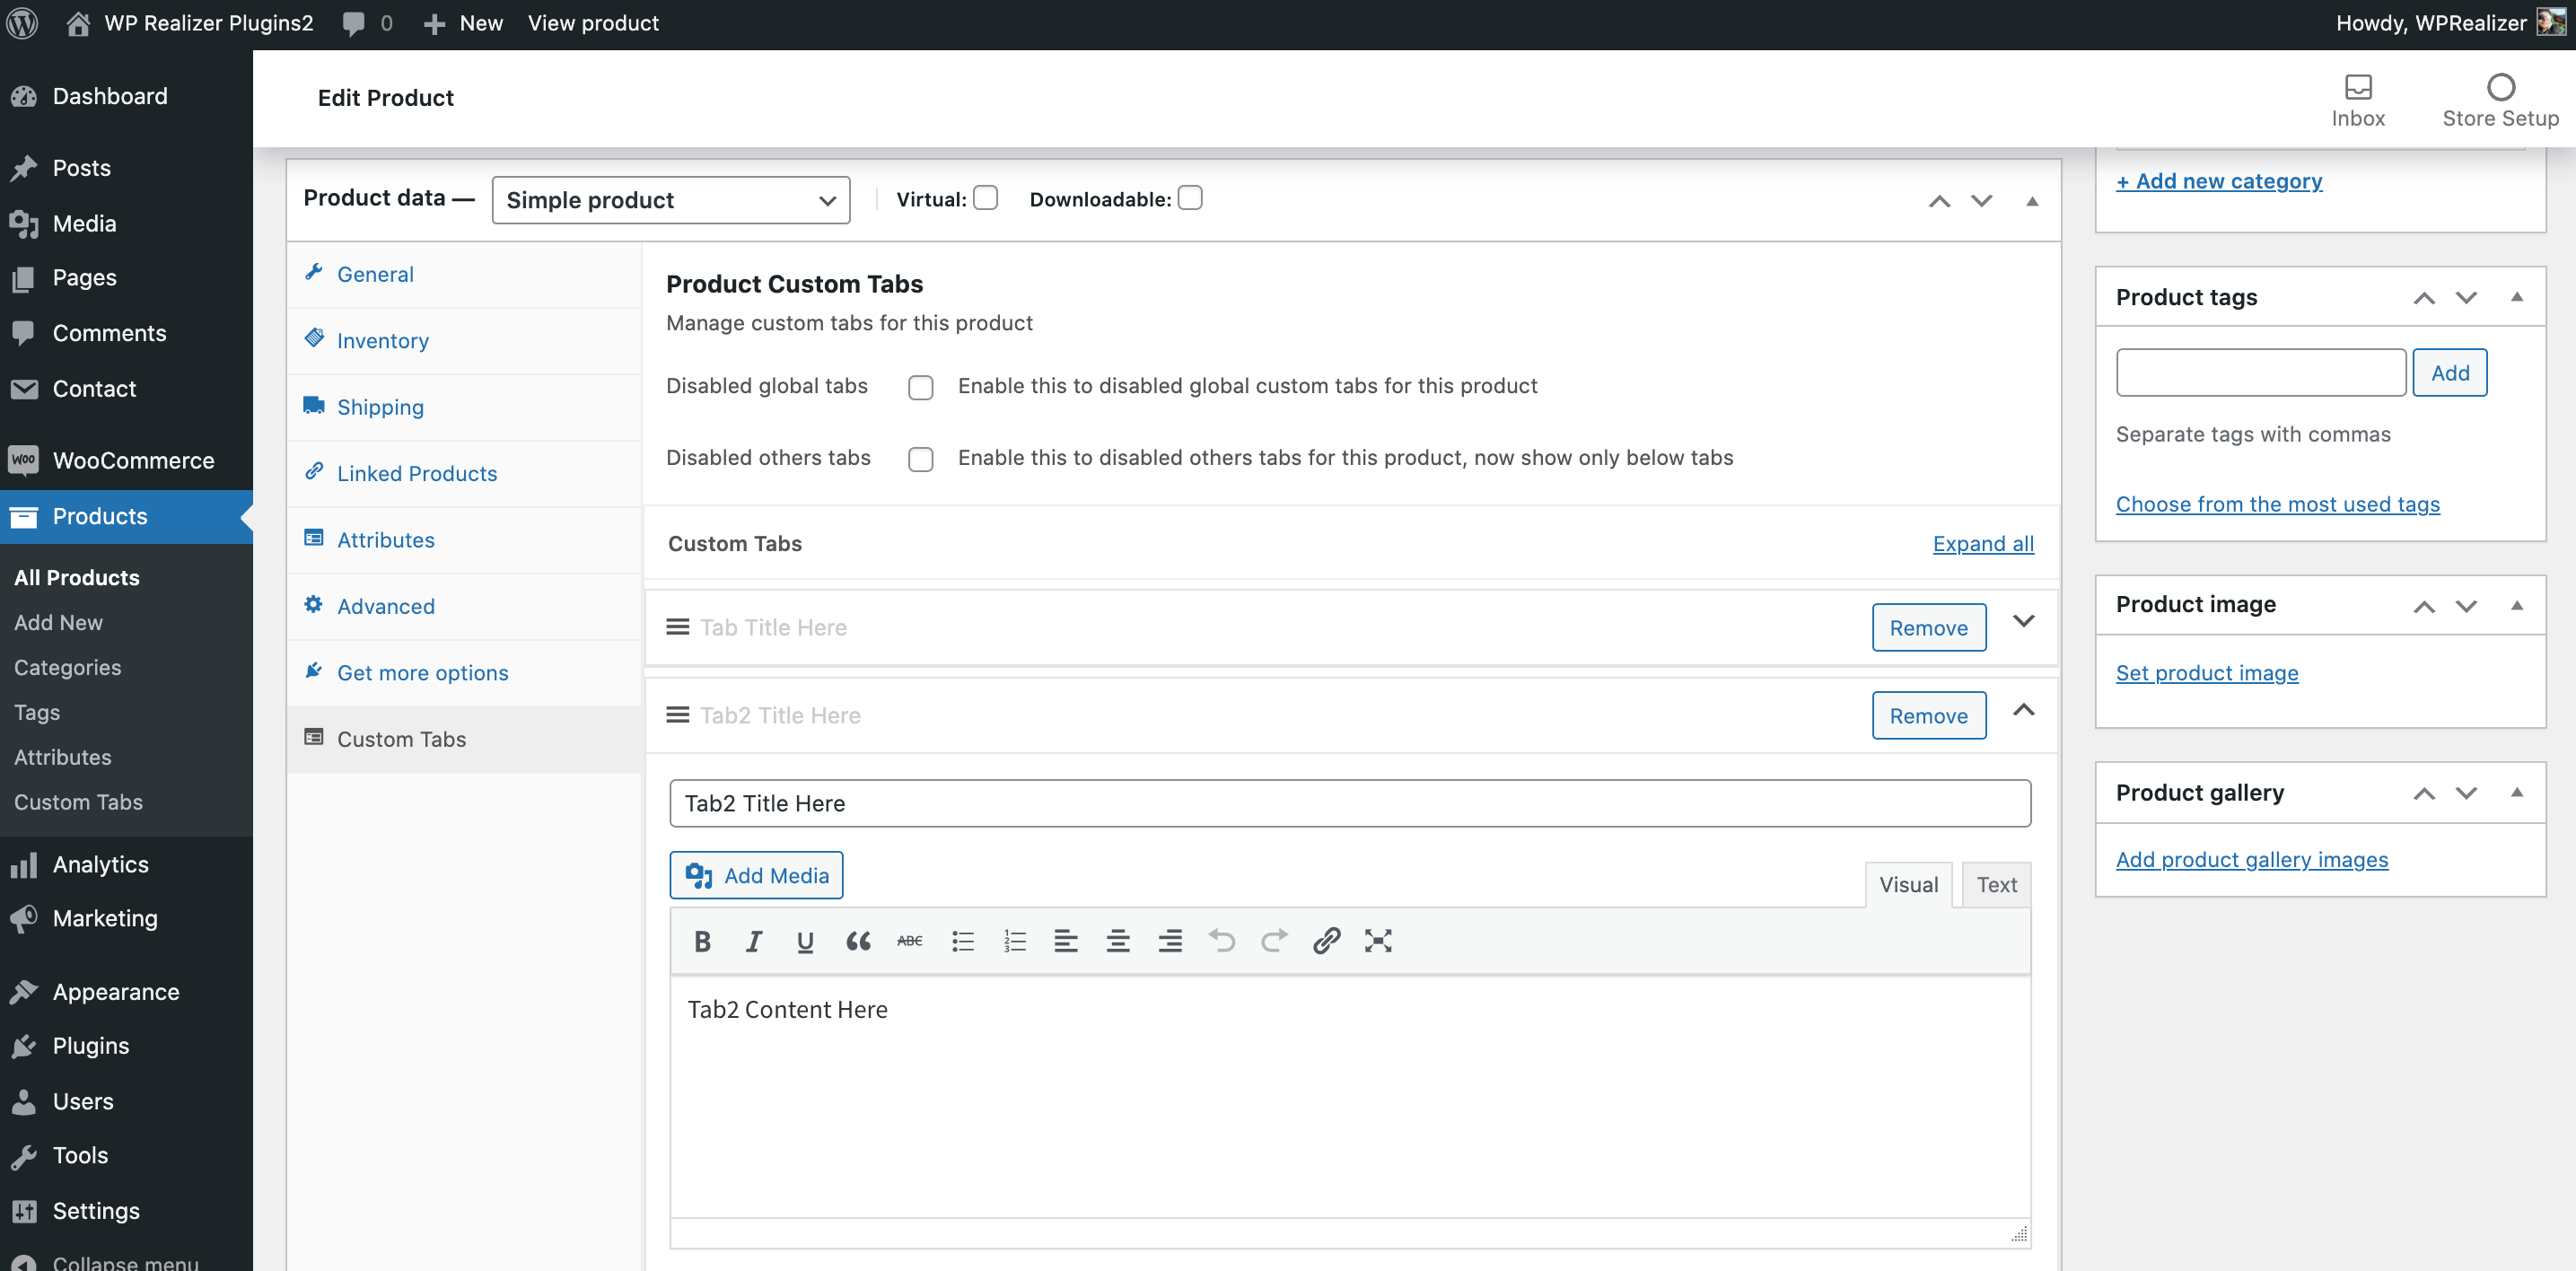 WP Realizer Plugins2
0
New
View product
Howdy, WPRealizer
Dashboard
Posts
Media
Pages
Comments
Contact
WooCommerce
Products
All Products
Add New
Categories
Tags
Attributes
Custom Tabs
Analytics
Marketing
Appearance
Plugins
Users
Tools
Settings
Collapse menu
Edit Product
Inbox
Store Setup
Product data —
Simple product
Virtual:
Downloadable:
General
Inventory
Shipping
Linked Products
Attributes
Advanced
Get more options
Custom Tabs
Product Custom Tabs
Manage custom tabs for this product
Disabled global tabs
Enable this to disabled global custom tabs for this product
Disabled others tabs
Enable this to disabled others tabs for this product, now show only below tabs
Custom Tabs
Expand all
Tab Title Here
Remove
Tab2 Title Here
Remove
Tab2 Title Here
Add Media
Visual
Text
B I U ABC
Tab2 Content Here
+ Add new category
Product tags
Add
Separate tags with commas
Choose from the most used tags
Product image
Set product image
Product gallery
Add product gallery images